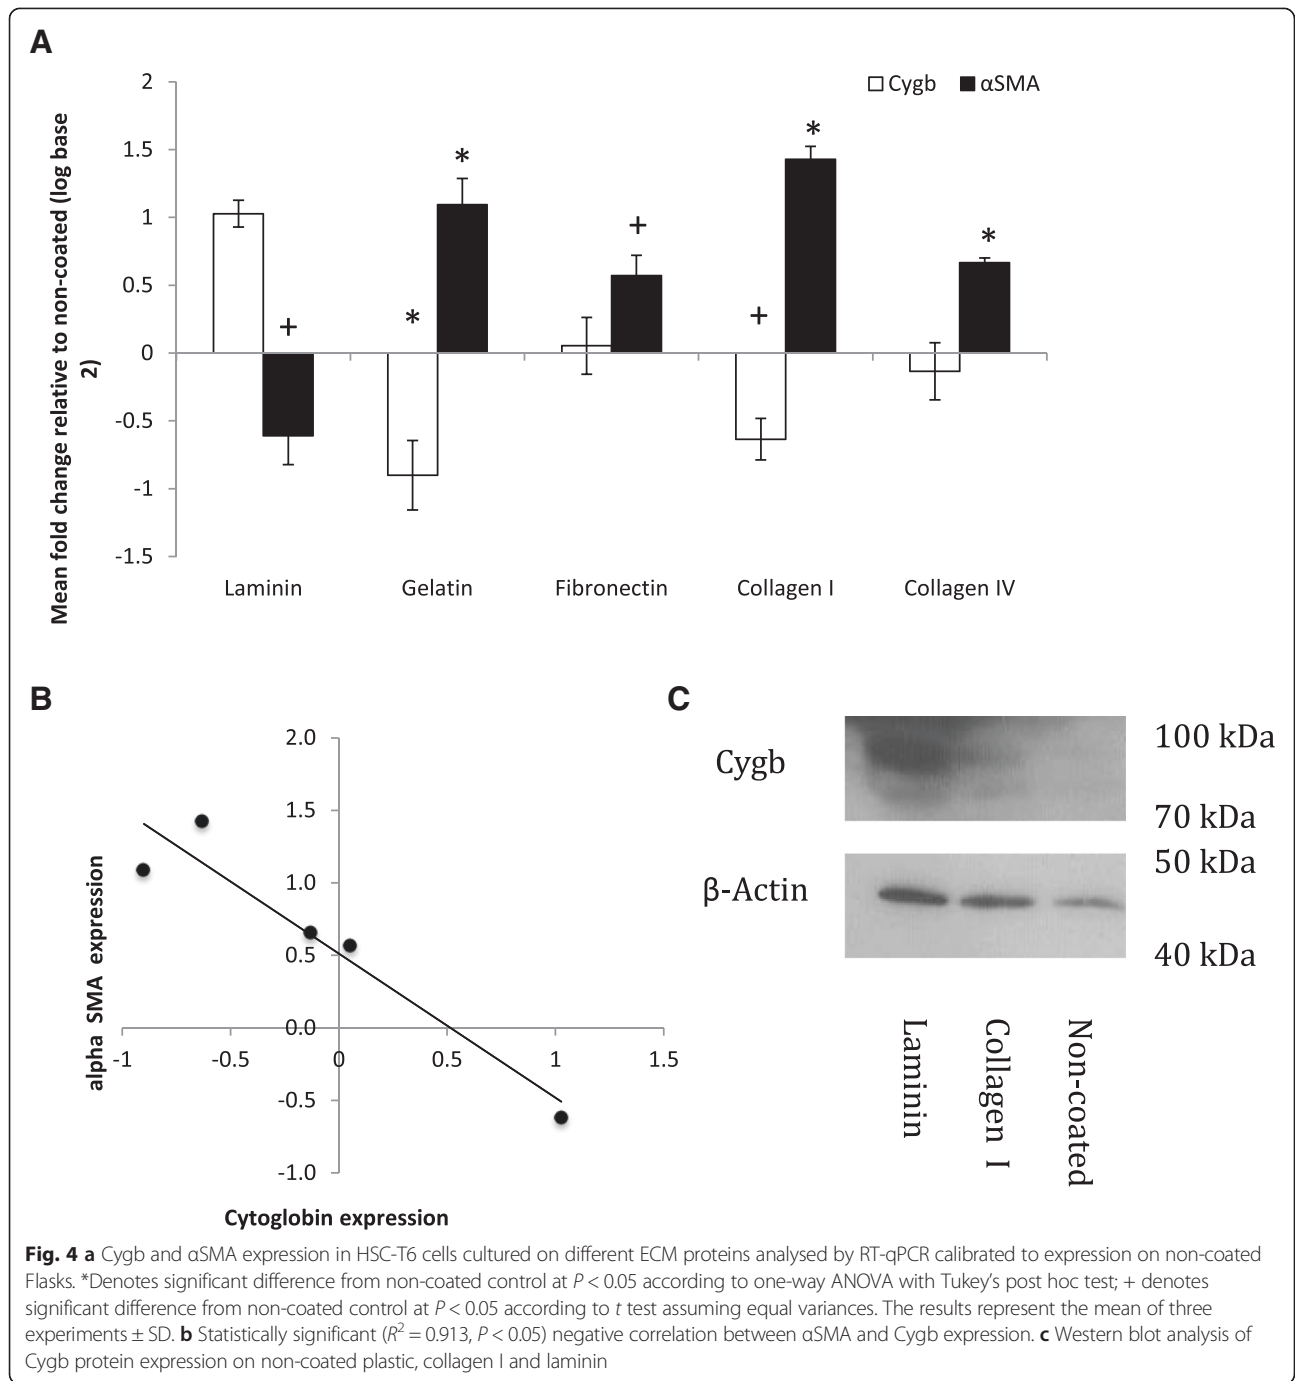 A
Cygb αSMA
Mean fold change relative to non-coated (log base
2)
2
1.5
1
0.5
0
-0.5
-1
-1.5
*
*
+
+
*
+
*
Laminin Gelatin Fibronectin Collagen I Collagen IV
B
alpha SMA expression
2.0
1.5
1.0
0.5
0.0
-0.5
-1.0
-1 -0.5 0 0.5 1 1.5
Cytoglobin expression
C
Cygb
100 kDa
70 kDa
β-Actin
50 kDa
40 kDa
Laminin
Collagen I
Non-coated
Fig. 4 a Cygb and αSMA expression in HSC-T6 cells cultured on different ECM proteins analysed by RT-qPCR calibrated to expression on non-coated
Flasks. *Denotes significant difference from non-coated control at P < 0.05 according to one-way ANOVA with Tukey's post hoc test; + denotes
significant difference from non-coated control at P < 0.05 according to t test assuming equal variances. The results represent the mean of three
experiments ± SD. b Statistically significant (R² = 0.913, P < 0.05) negative correlation between αSMA and Cygb expression. c Western blot analysis of
Cygb protein expression on non-coated plastic, collagen I and laminin